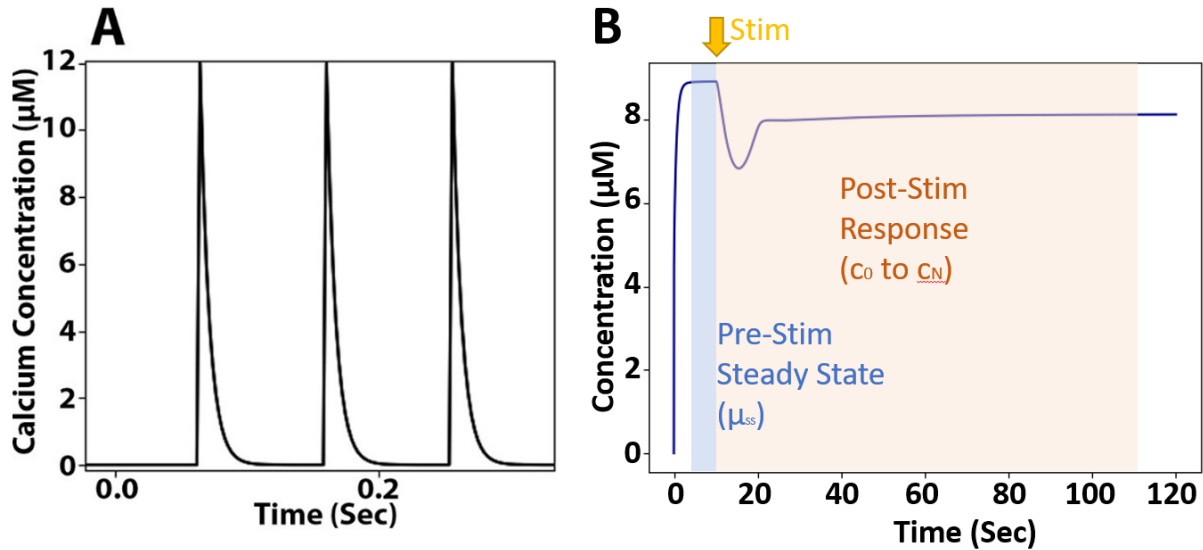 A
12
10
8
6
4
2
0
Calcium Concentration (µM)
0.0
0.2
Time (Sec)
B
Stim
8
6
4
2
0
Concentration (µM)
Post-Stim
Response
(c₀ to cN)
Pre-Stim
Steady State
(µss)
0
20
40
60
80
100
120
Time (Sec)